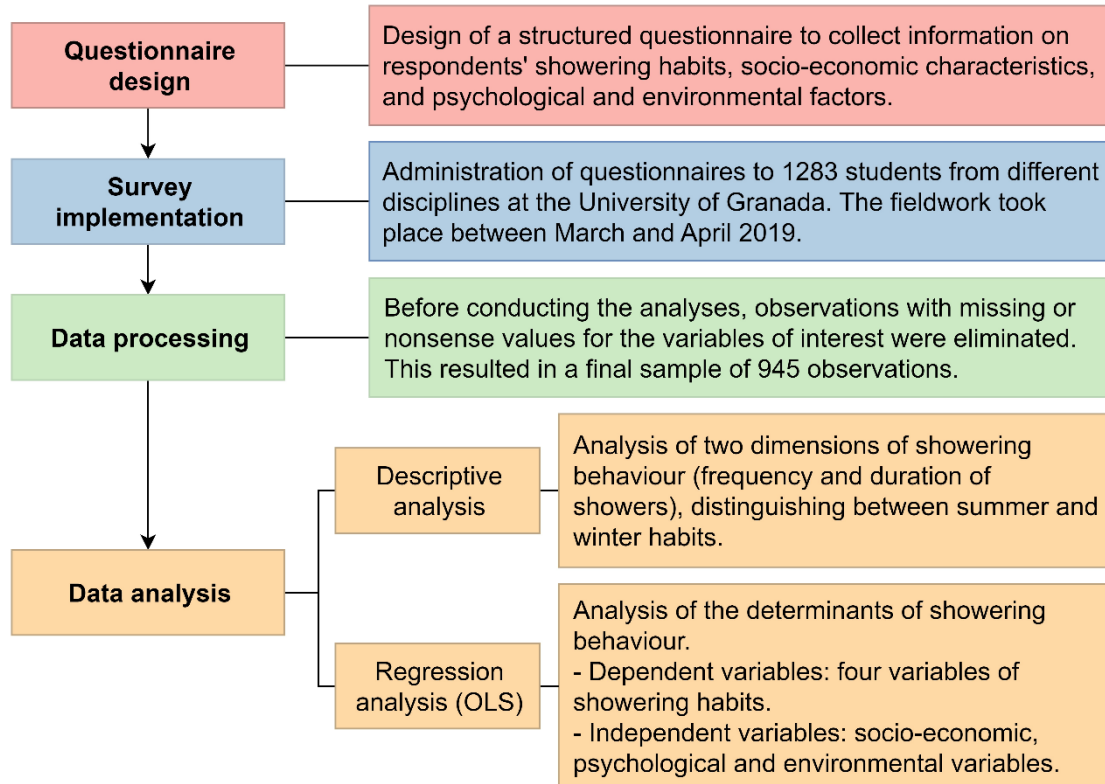 Questionnaire
design
Design of a structured questionnaire to collect information on
respondents' showering habits, socio-economic characteristics,
and psychological and environmental factors.
Survey
implementation
Administration of questionnaires to 1283 students from different
disciplines at the University of Granada. The fieldwork took
place between March and April 2019.
Data processing
Before conducting the analyses, observations with missing or
nonsense values for the variables of interest were eliminated.
This resulted in a final sample of 945 observations.
Data analysis
Descriptive
analysis
Analysis of two dimensions of showering
behaviour (frequency and duration of
showers), distinguishing between summer and
winter habits.
Regression
analysis (OLS)
Analysis of the determinants of showering
behaviour.
- Dependent variables: four variables of
showering habits.
- Independent variables: socio-economic,
psychological and environmental variables.